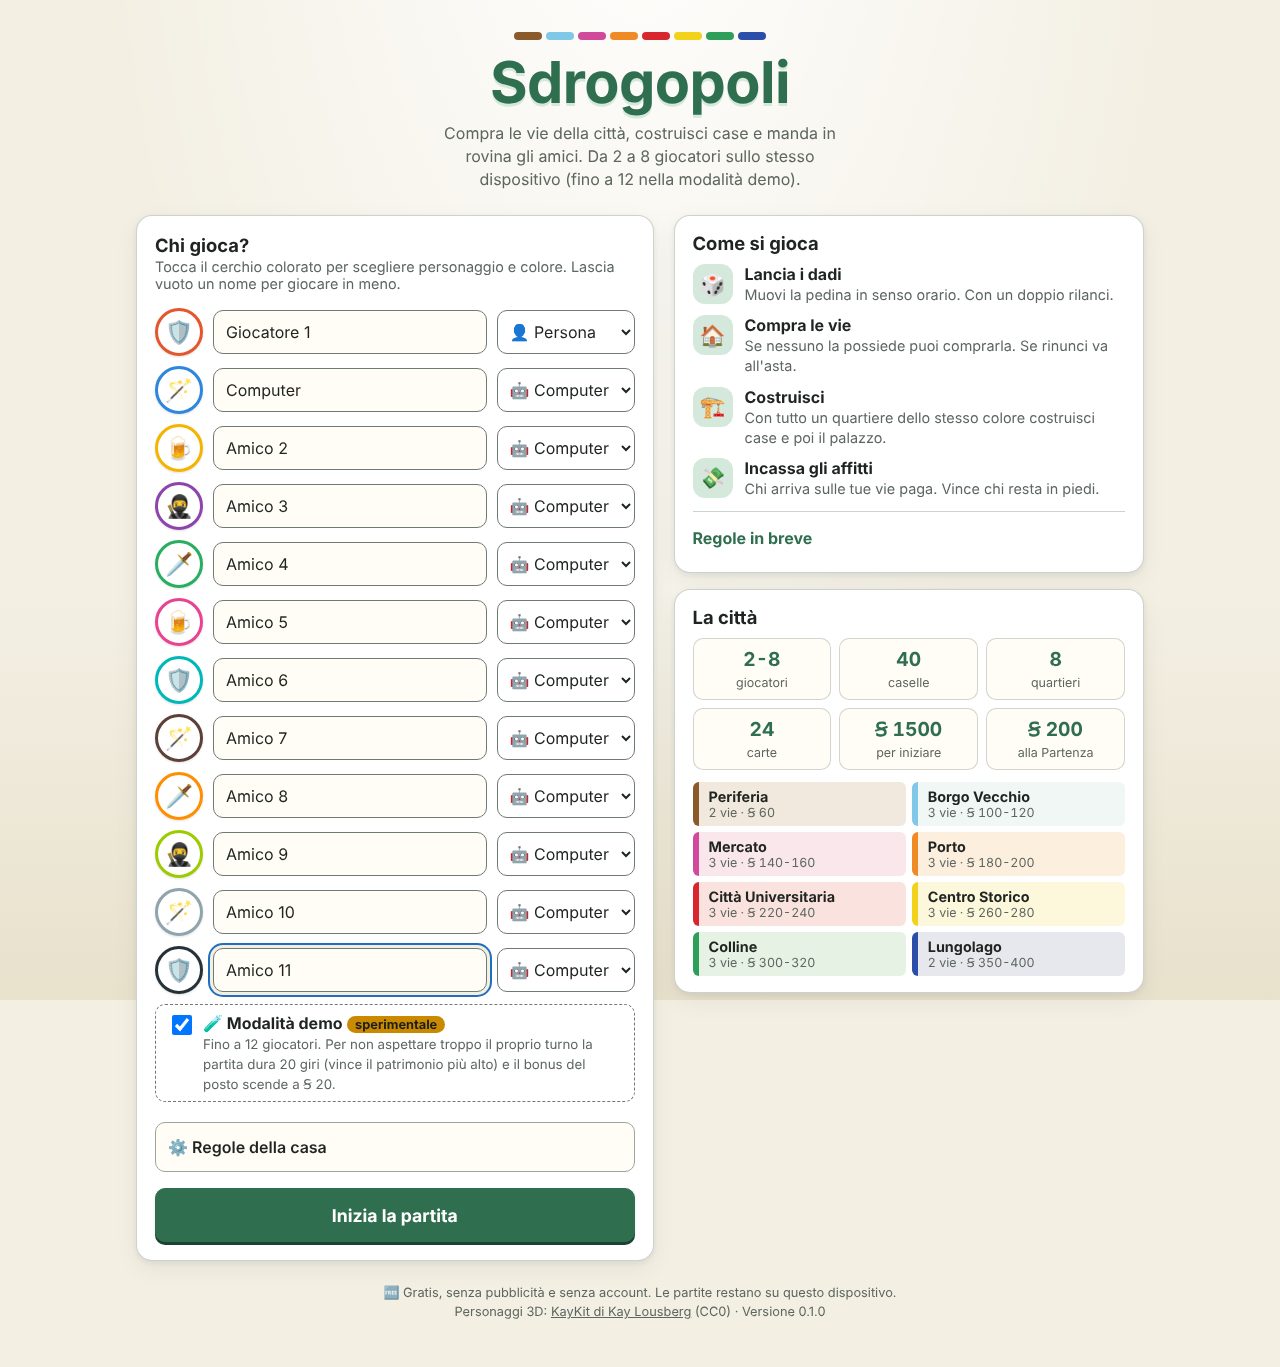 Sdrogopoli
Compra le vie della città, costruisci case e manda in
rovina gli amici. Da 2 a 8 giocatori sullo stesso
dispositivo (fino a 12 nella modalità demo).
Chi gioca?
Tocca il cerchio colorato per scegliere personaggio e colore. Lascia
vuoto un nome per giocare in meno.
Giocatore 1
👤 Persona
Computer
🤖 Computer
Amico 2
🤖 Computer
Amico 3
🤖 Computer
Amico 4
🤖 Computer
Amico 5
🤖 Computer
Amico 6
🤖 Computer
Amico 7
🤖 Computer
Amico 8
🤖 Computer
Amico 9
🤖 Computer
Amico 10
🤖 Computer
Amico 11
🤖 Computer
🧪 Modalità demo sperimentale
Fino a 12 giocatori. Per non aspettare troppo il proprio turno la
partita dura 20 giri (vince il patrimonio più alto) e il bonus del
posto scende a S 20.
⚙️ Regole della casa
Inizia la partita
Come si gioca
Lancia i dadi
Muovi la pedina in senso orario. Con un doppio rilanci.
Compra le vie
Se nessuno la possiede puoi comprarla. Se rinunci va
all'asta.
Costruisci
Con tutto un quartiere dello stesso colore costruisci
case e poi il palazzo.
Incassa gli affitti
Chi arriva sulle tue vie paga. Vince chi resta in piedi.
Regole in breve
La città
2-8
giocatori
40
caselle
8
quartieri
24
carte
S 1500
per iniziare
S 200
alla Partenza
Periferia
2 vie · S 60
Borgo Vecchio
3 vie · S 100-120
Mercato
3 vie · S 140-160
Porto
3 vie · S 180-200
Città Universitaria
3 vie · S 220-240
Centro Storico
3 vie · S 260-280
Colline
3 vie · S 300-320
Lungolago
2 vie · S 350-400
🆓 Gratis, senza pubblicità e senza account. Le partite restano su questo dispositivo.
Personaggi 3D: KayKit di Kay Lousberg (CC0) · Versione 0.1.0